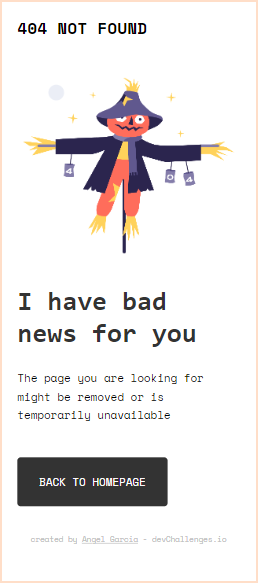 404 NOT FOUND
4
0
4
I have bad
news for you
The page you are looking for
might be removed or is
temporarily unavailable
BACK TO HOMEPAGE
created by Angel Garcia - devChallenges.io